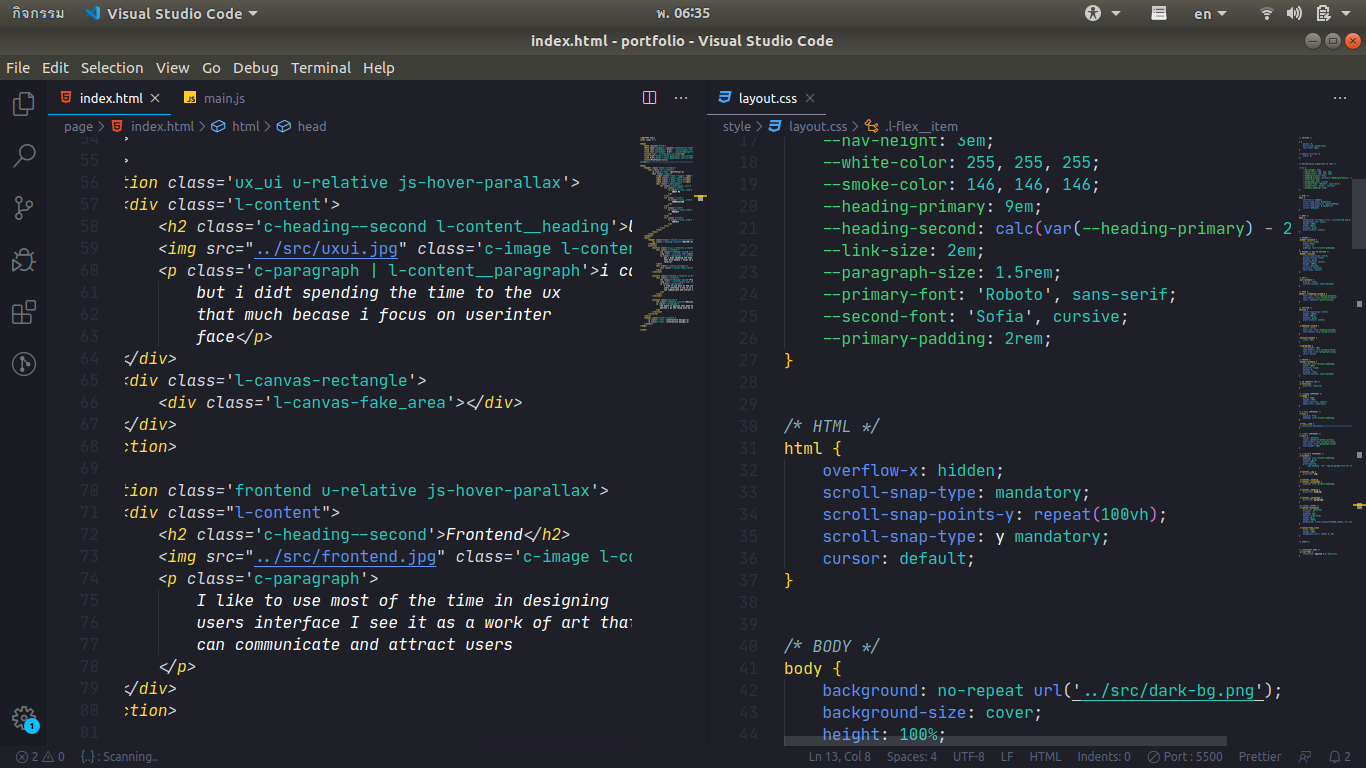 กิจกรรม Visual Studio Code พ. 06:35 en
index.html - portfolio - Visual Studio Code
File Edit Selection View Go Debug Terminal Help
index.html main.js
page > index.html > html > head
54 >
55 >
56 tion class='ux_ui u-relative js-hover-parallax'>
57 <div class='l-content'>
58 <h2 class='c-heading--second l-content__heading'>
59 <img src="../src/uxui.jpg" class='c-image l-conten
60 <p class='c-paragraph | l-content__paragraph'>i ca
61 but i didt spending the time to the ux
62 that much becase i focus on userinter
63 face</p>
64 </div>
65 <div class='l-canvas-rectangle'>
66 <div class='l-canvas-fake_area'></div>
67 </div>
68 ction>
69
70 tion class='frontend u-relative js-hover-parallax'>
71 <div class="l-content">
72 <h2 class='c-heading--second'>Frontend</h2>
73 <img src="../src/frontend.jpg" class='c-image l-co
74 <p class='c-paragraph'>
75 I like to use most of the time in designing
76 users interface I see it as a work of art that
77 can communicate and attract users
78 </p>
79 </div>
80 ction>
81
layout.css
style > layout.css > .l-flex__item
17 --nav-height: 3em;
18 --white-color: 255, 255, 255;
19 --smoke-color: 146, 146, 146;
20 --heading-primary: 9em;
21 --heading-second: calc(var(--heading-primary) - 2
22 --link-size: 2em;
23 --paragraph-size: 1.5rem;
24 --primary-font: 'Roboto', sans-serif;
25 --second-font: 'Sofia', cursive;
26 --primary-padding: 2rem;
27 }
28
29
30 /* HTML */
31 html {
32 overflow-x: hidden;
33 scroll-snap-type: mandatory;
34 scroll-snap-points-y: repeat(100vh);
35 scroll-snap-type: y mandatory;
36 cursor: default;
37 }
38
39
40 /* BODY */
41 body {
42 background: no-repeat url('../src/dark-bg.png');
43 background-size: cover;
44 height: 100%;
1
2 0 {..} : Scanning.. Ln 13, Col 8 Spaces: 4 UTF-8 LF HTML Indents: 0 Port : 5500 Prettier 2